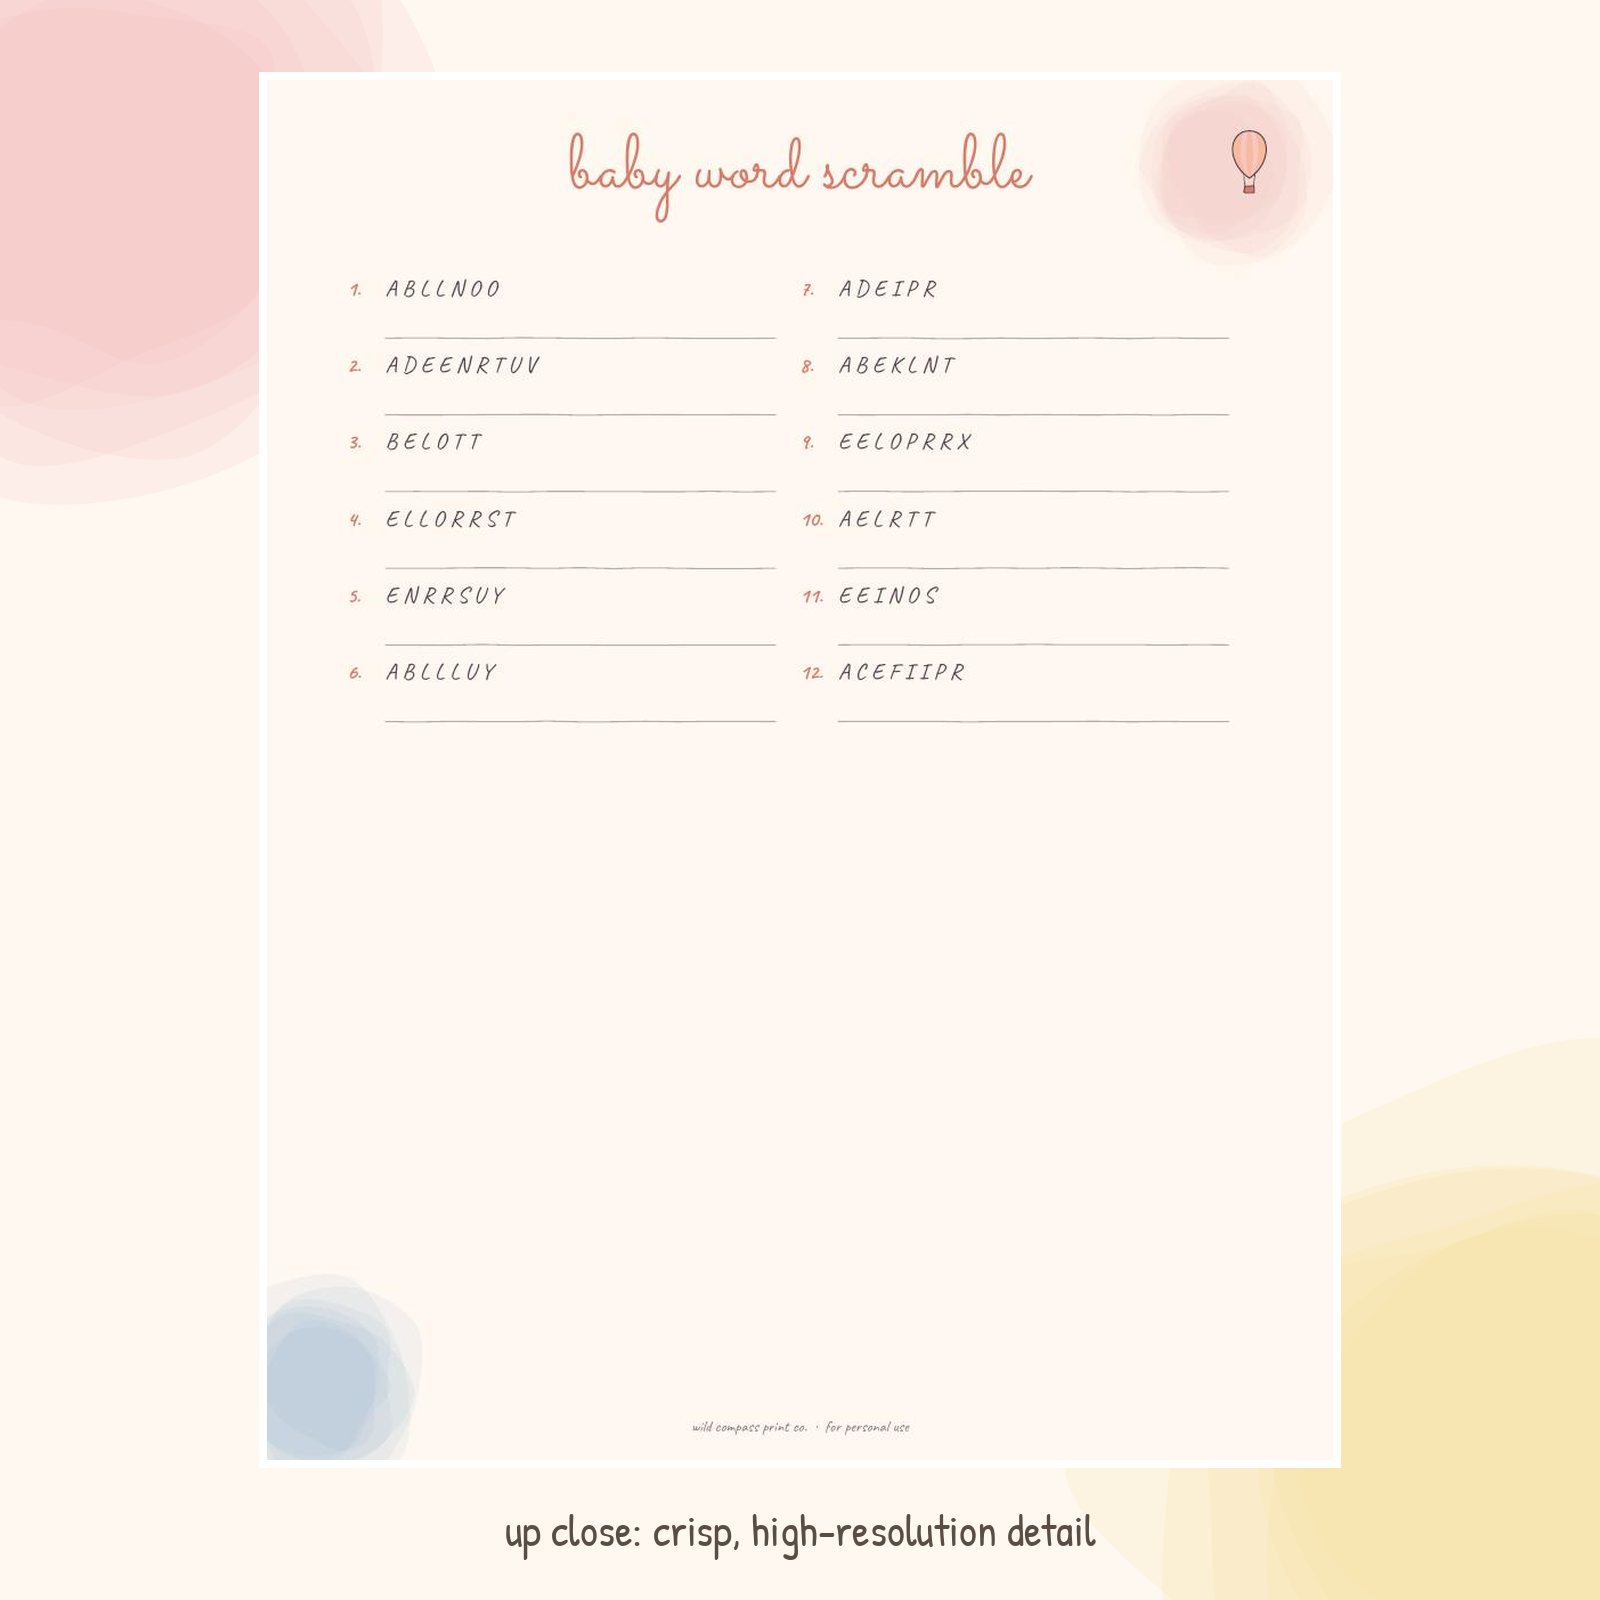 baby word scramble
1. ABLLNOO
2. ADEENRTUV
3. BELOTT
4. ELLORRST
5. ENRRSUY
6. ABLLLUY
7. ADEIPR
8. ABEKLNT
9. EELOPRRX
10. AELRTT
11. EEINOS
12. ACEFIIPR
wild compass print co. · for personal use
up close: crisp, high-resolution detail